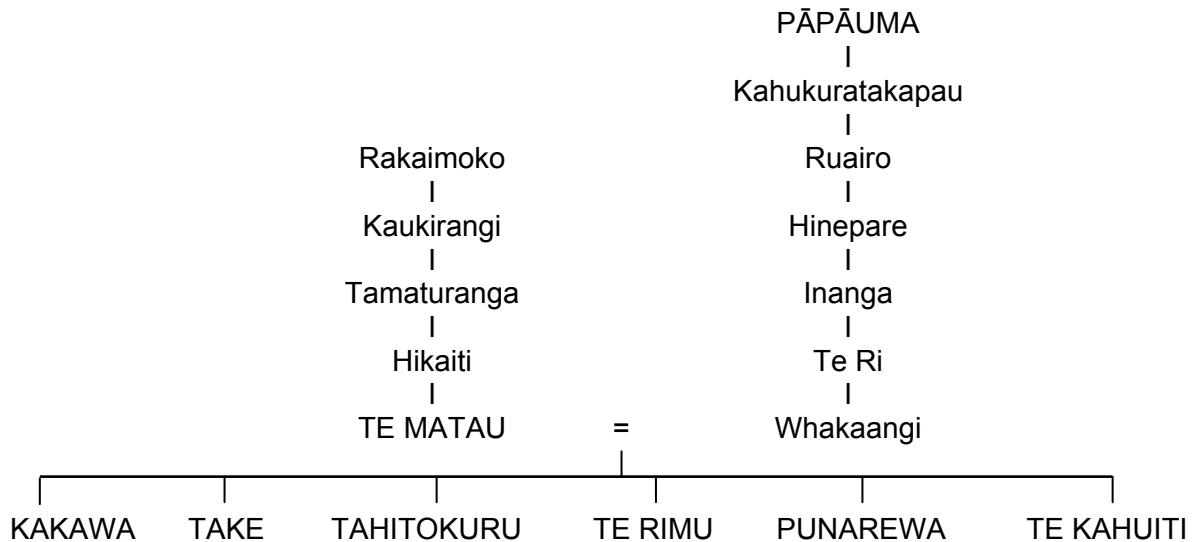 PĀPĀUMA
Kahukuratakapau
Rakaimoko Ruairo
Kaukirangi Hinepare
Tamaturanga Inanga
Hikaiti Te Ri
TE MATAU = Whakaangi
KAKAWA TAKE TAHITOKURU TE RIMU PUNAREWA TE KAHUITI